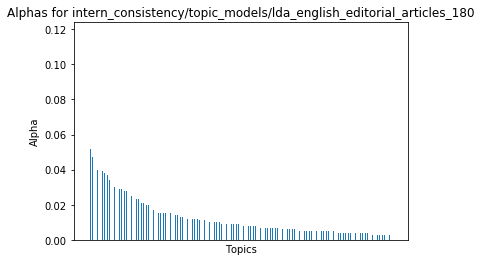 Alphas for intern_consistency/topic_models/lda_english_editorial_articles_180
0.12
0.10
0.08
0.06
0.04
0.02
0.00
Alpha
Topics